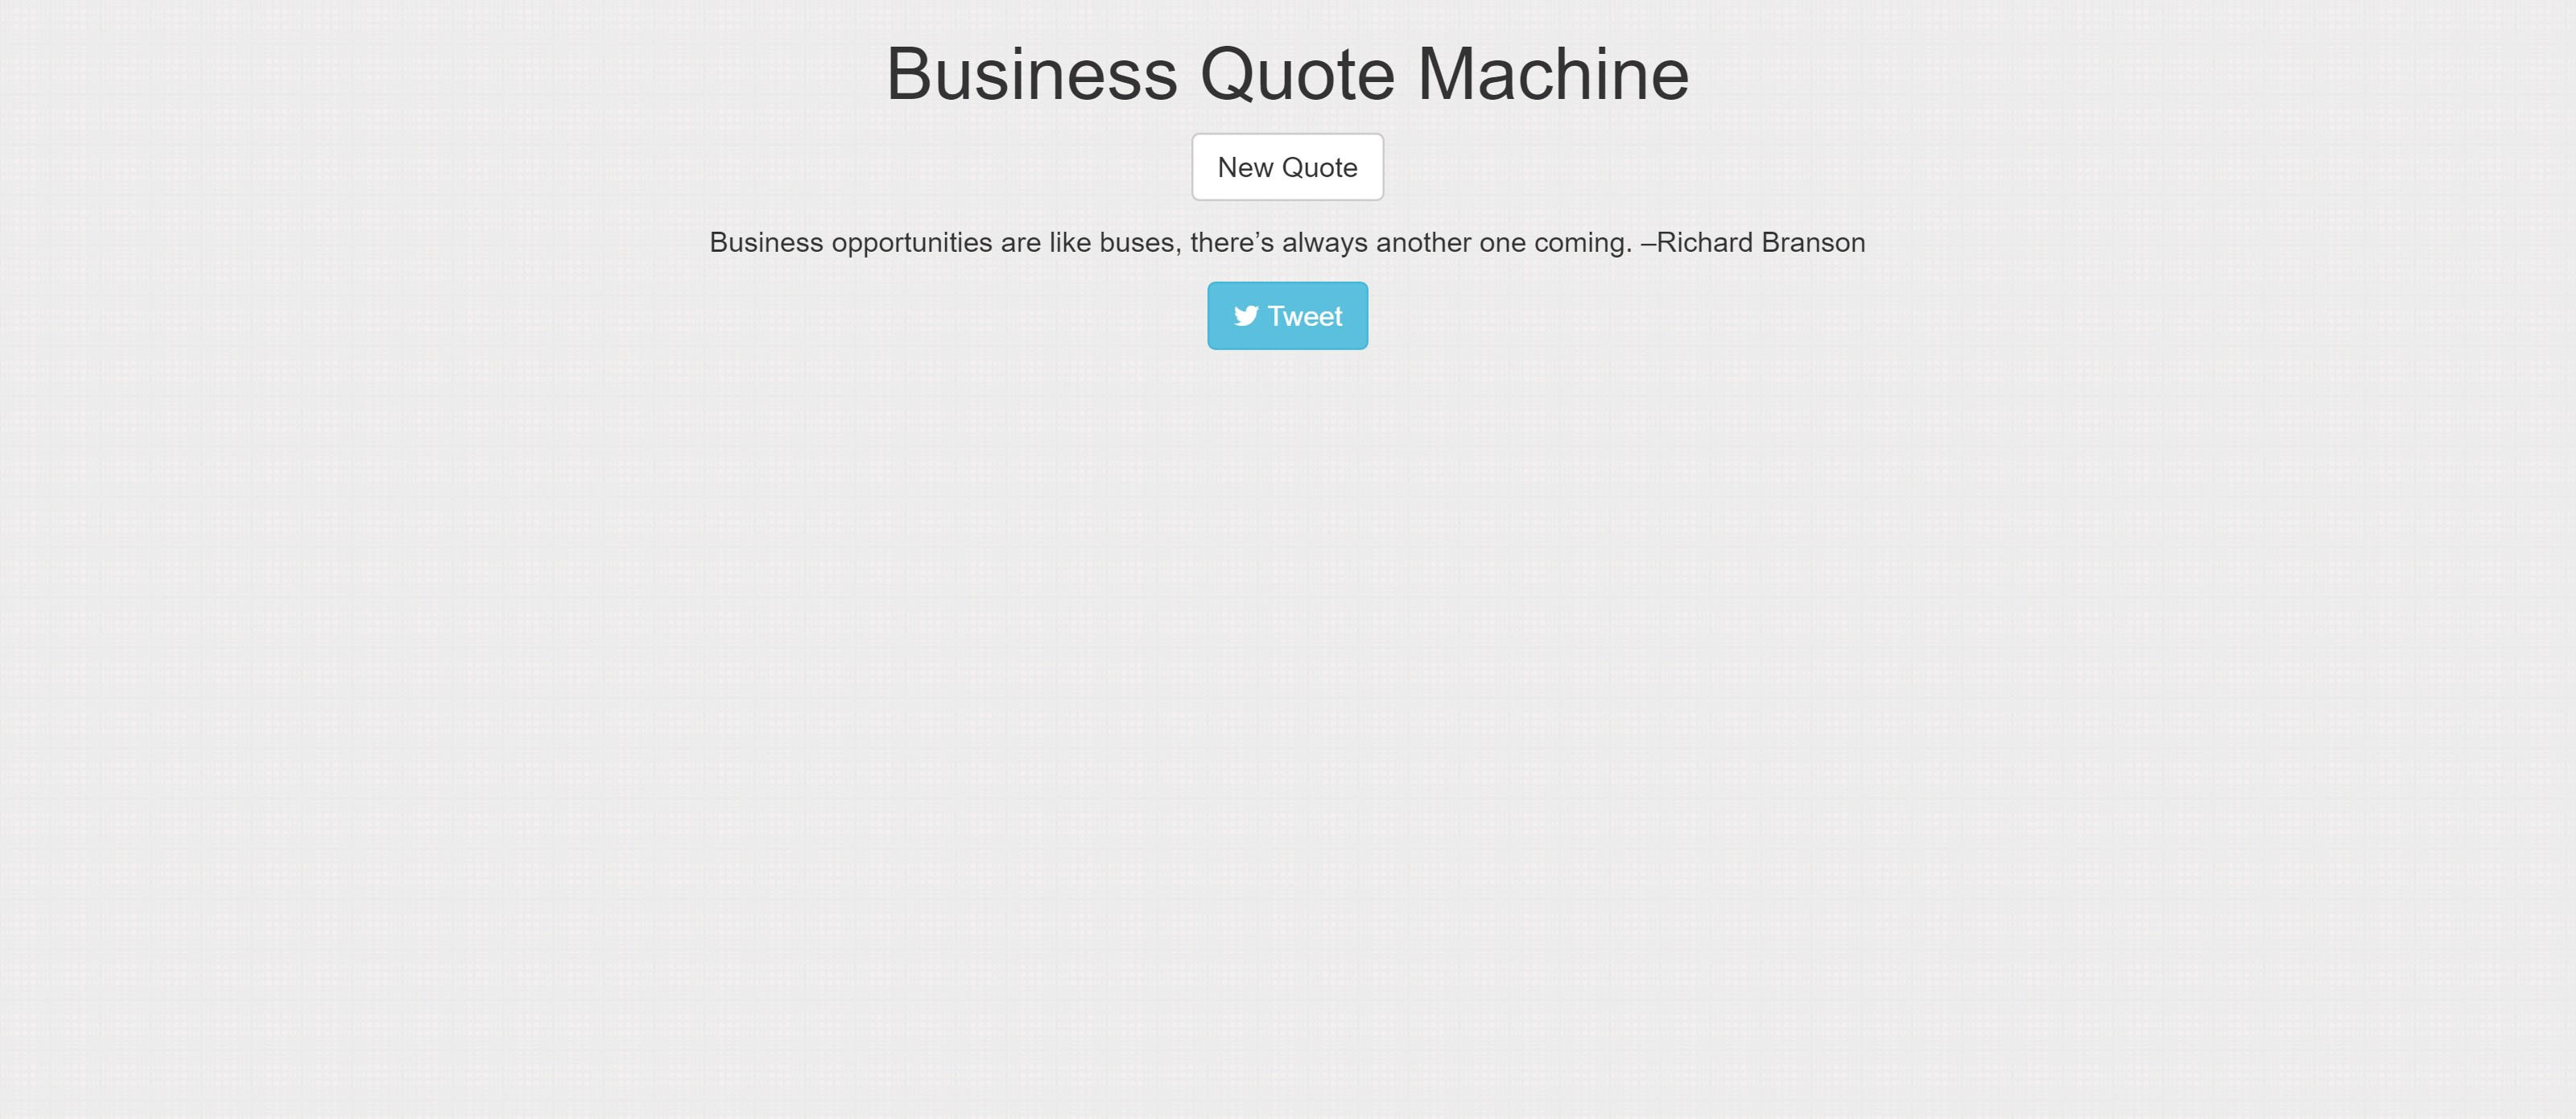 Business Quote Machine
New Quote
Business opportunities are like buses, there’s always another one coming. –Richard Branson
Tweet